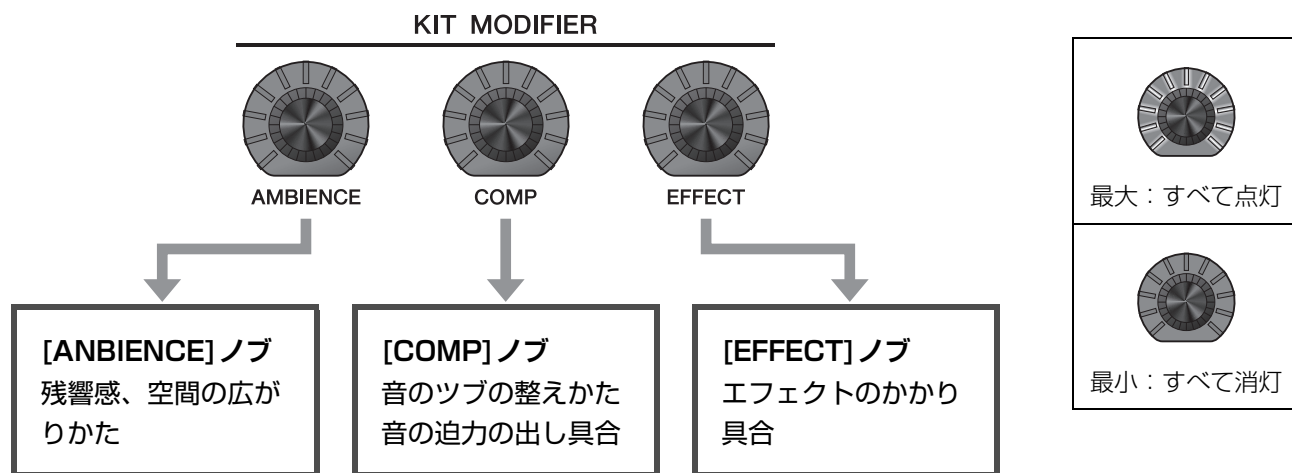 KIT MODIFIER
AMBIENCE
COMP
EFFECT
[ANBIENCE]ノブ
残響感、空間の広が
りかた
[COMP]ノブ
音のツブの整えかた
音の迫力の出し具合
[EFFECT]ノブ
エフェクトのかかり
具合
最大：すべて点灯
最小：すべて消灯